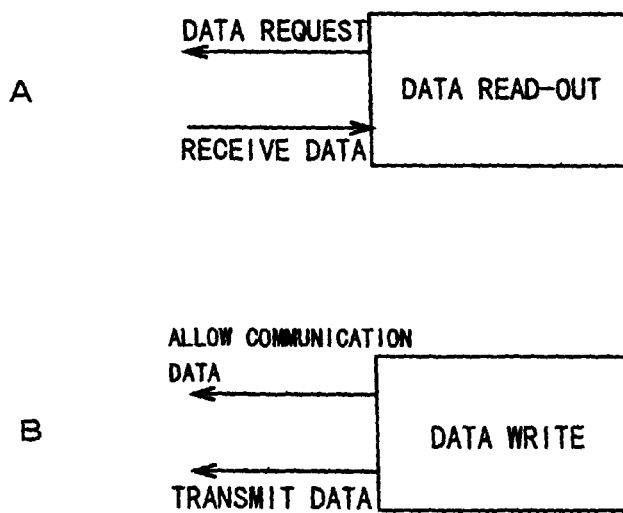 DATA REQUEST
A
DATA READ-OUT
RECEIVE DATA
ALLOW COMMUNICATION
DATA
B
DATA WRITE
TRANSMIT DATA